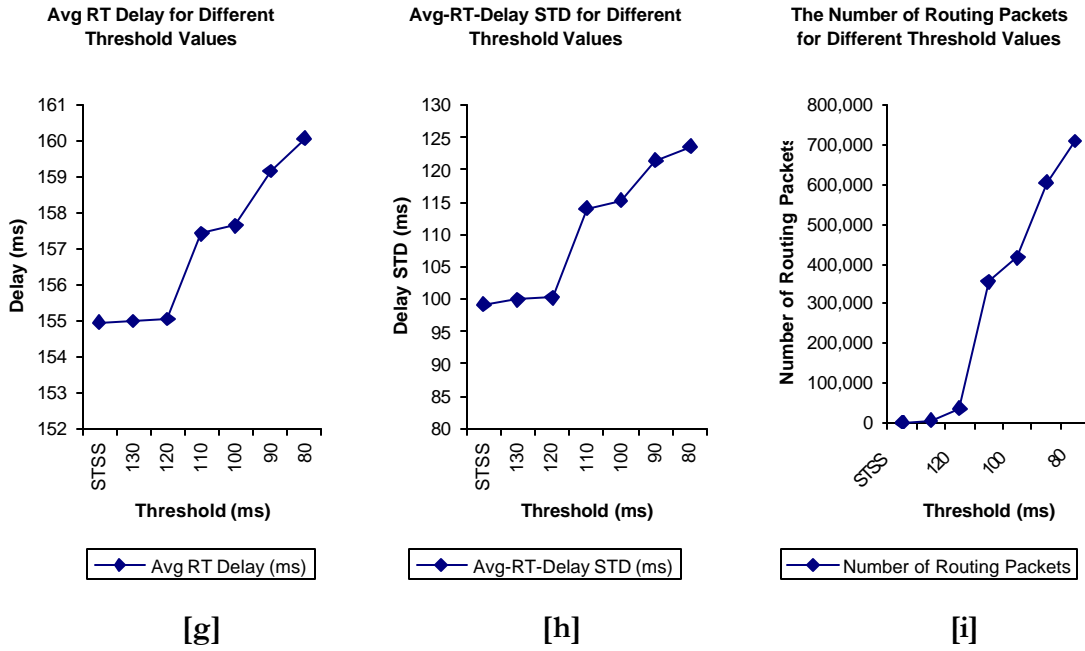 Avg RT Delay for Different
Threshold Values
161
160
159
158
157
156
155
154
153
152
Delay (ms)
STSS
130
120
110
100
90
80
Threshold (ms)
Avg RT Delay (ms)
[g]
Avg-RT-Delay STD for Different
Threshold Values
130
125
120
115
110
105
100
95
90
85
80
Delay STD (ms)
STSS
130
120
110
100
90
80
Threshold (ms)
Avg-RT-Delay STD (ms)
[h]
The Number of Routing Packets
for Different Threshold Values
800,000
700,000
600,000
500,000
400,000
300,000
200,000
100,000
0
Number of Routing Packets
STSS
120
100
80
Threshold (ms)
Number of Routing Packets
[i]